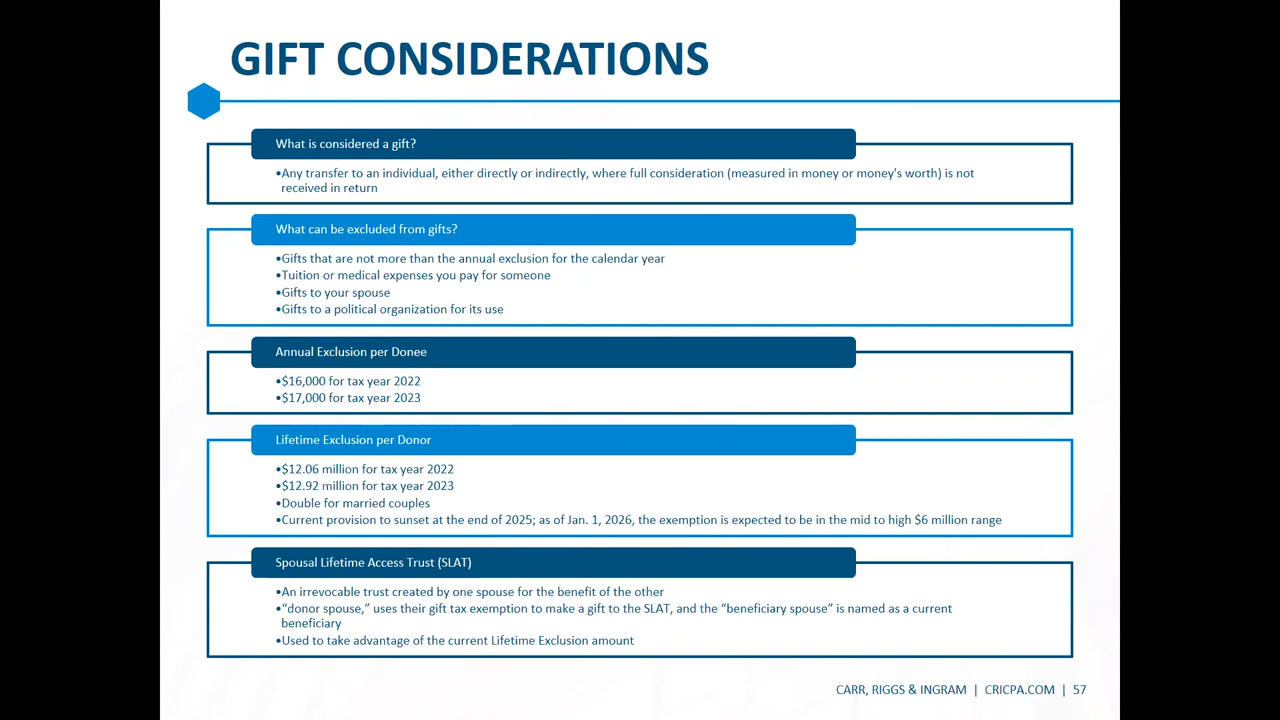 GIFT CONSIDERATIONS
What is considered a gift?
•Any transfer to an individual, either directly or indirectly, where full consideration (measured in money or money's worth) is not
received in return
What can be excluded from gifts?
•Gifts that are not more than the annual exclusion for the calendar year
•Tuition or medical expenses you pay for someone
•Gifts to your spouse
•Gifts to a political organization for its use
Annual Exclusion per Donee
•$16,000 for tax year 2022
•$17,000 for tax year 2023
Lifetime Exclusion per Donor
•$12.06 million for tax year 2022
•$12.92 million for tax year 2023
•Double for married couples
•Current provision to sunset at the end of 2025; as of Jan. 1, 2026, the exemption is expected to be in the mid to high $6 million range
Spousal Lifetime Access Trust (SLAT)
•An irrevocable trust created by one spouse for the benefit of the other
•“donor spouse,” uses their gift tax exemption to make a gift to the SLAT, and the “beneficiary spouse” is named as a current
beneficiary
•Used to take advantage of the current Lifetime Exclusion amount
CARR, RIGGS & INGRAM | CRICPA.COM | 57